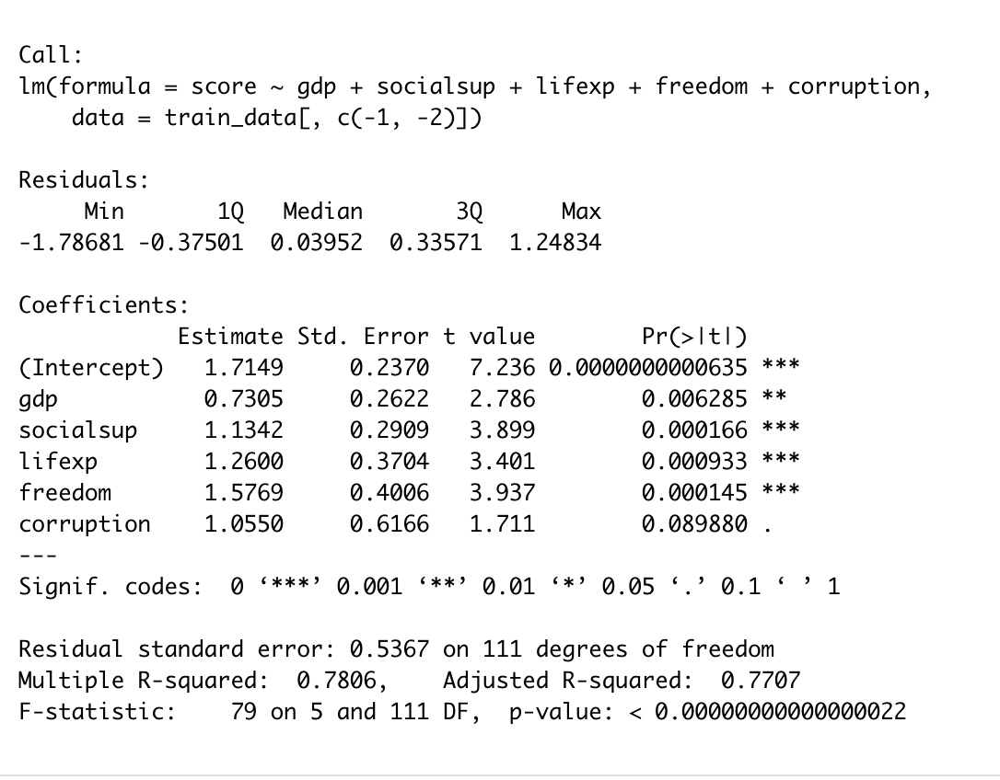 Call:
lm(formula = score ~ gdp + socialsup + lifexp + freedom + corruption,
    data = train_data[, c(-1, -2)])

Residuals:
     Min       1Q   Median       3Q      Max
-1.78681 -0.37501  0.03952  0.33571  1.24834

Coefficients:
            Estimate Std. Error t value        Pr(>|t|)
(Intercept)   1.7149     0.2370   7.236 0.0000000000635 ***
gdp           0.7305     0.2622   2.786        0.006285 **
socialsup     1.1342     0.2909   3.899        0.000166 ***
lifexp        1.2600     0.3704   3.401        0.000933 ***
freedom       1.5769     0.4006   3.937        0.000145 ***
corruption    1.0550     0.6166   1.711        0.089880 .
---
Signif. codes:  0 ‘***’ 0.001 ‘**’ 0.01 ‘*’ 0.05 ‘.’ 0.1 ‘ ’ 1

Residual standard error: 0.5367 on 111 degrees of freedom
Multiple R-squared:  0.7806,    Adjusted R-squared:  0.7707
F-statistic:    79 on 5 and 111 DF,  p-value: < 0.00000000000000022